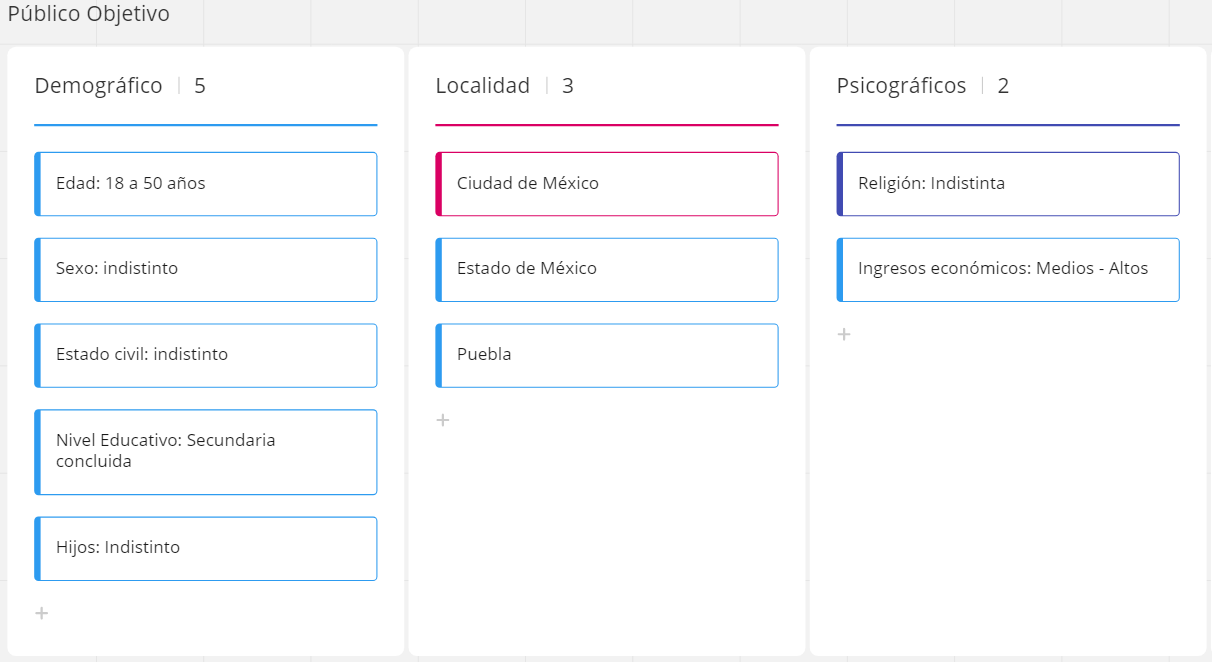 Público Objetivo
Demográfico | 5
Edad: 18 a 50 años
Sexo: indistinto
Estado civil: indistinto
Nivel Educativo: Secundaria
concluida
Hijos: Indistinto
+
Localidad | 3
Ciudad de México
Estado de México
Puebla
+
Psicográficos | 2
Religión: Indistinta
Ingresos económicos: Medios - Altos
+